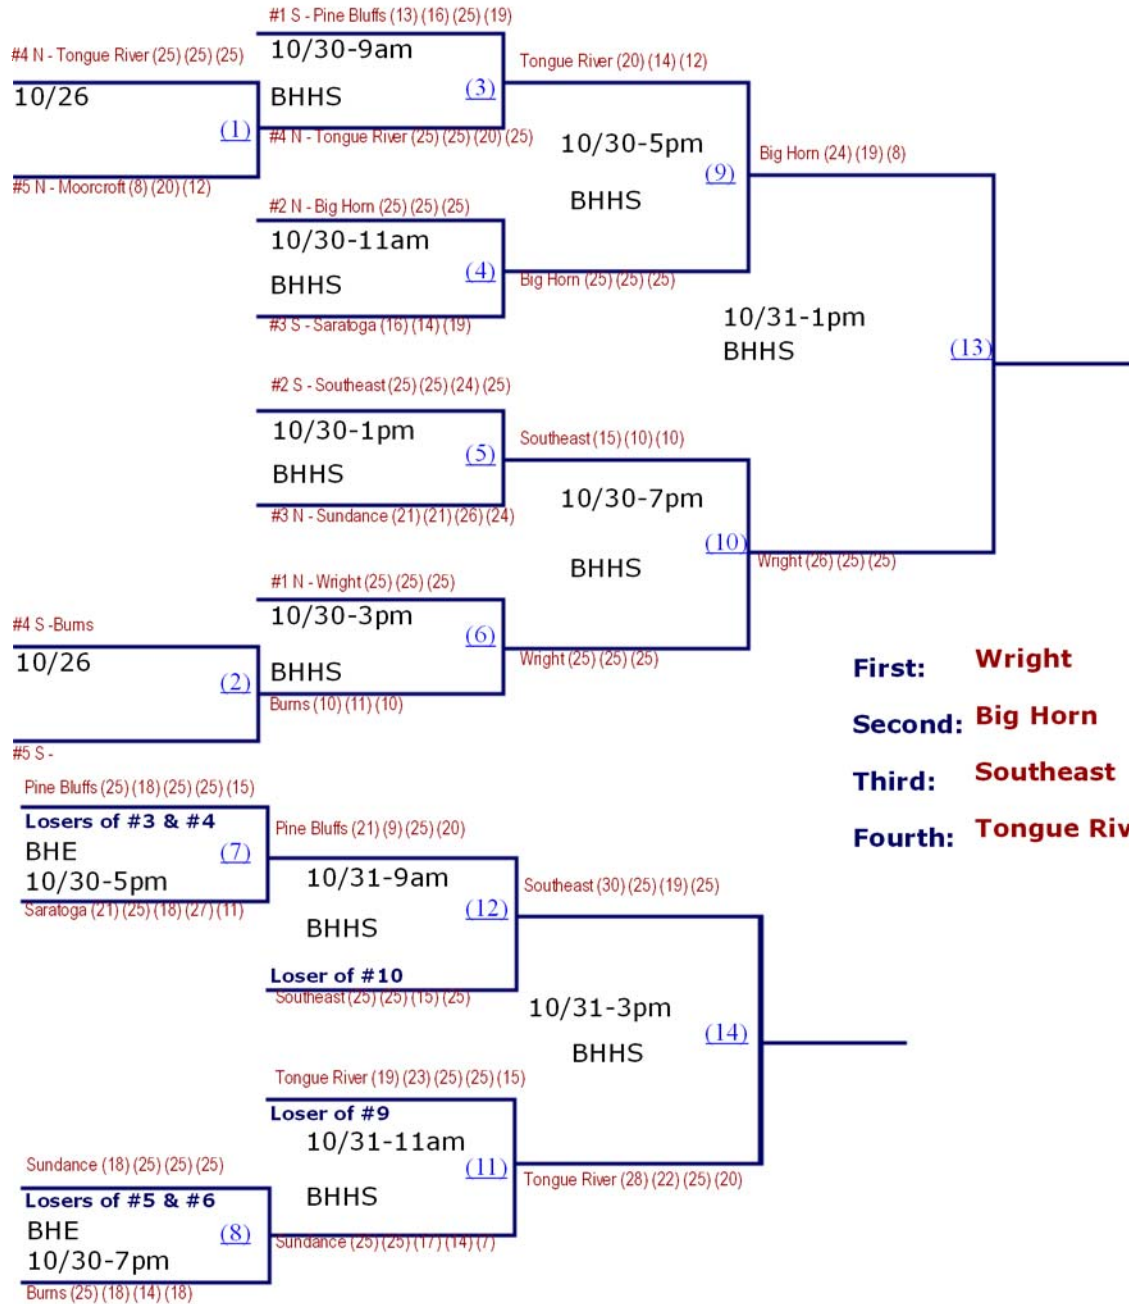 #1 S - Pine Bluffs (13) (16) (25) (19)
#4 N - Tongue River (25) (25) (25)
10/30-9am
Tongue River (20) (14) (12)
10/26
BHHS
(3)
(1)
#4 N - Tongue River (25) (25) (20) (25)
10/30-5pm
Big Horn (24) (19) (8)
#5 N - Moorcroft (8) (20) (12)
(9)
BHHS
#2 N - Big Horn (25) (25) (25)
10/30-11am
(4)
BHHS
Big Horn (25) (25) (25)
#3 S - Saratoga (16) (14) (19)
10/31-1pm
BHHS
(13)
#2 S - Southeast (25) (25) (24) (25)
10/30-1pm
Southeast (15) (10) (10)
(5)
BHHS
10/30-7pm
#3 N - Sundance (21) (21) (26) (24)
(10)
BHHS
Wright (26) (25) (25)
#1 N - Wright (25) (25) (25)
10/30-3pm
#4 S -Burns
(6)
10/26
BHHS
Wright (25) (25) (25)
(2)
Burns (10) (11) (10)
#5 S -
First: Wright
Second: Big Horn
Third: Southeast
Fourth: Tongue Riv
Pine Bluffs (25) (18) (25) (25) (15)
Losers of #3 & #4
Pine Bluffs (21) (9) (25) (20)
BHE
(7)
10/30-5pm
10/31-9am
Southeast (30) (25) (19) (25)
Saratoga (21) (25) (18) (27) (11)
(12)
BHHS
Loser of #10
Southeast (25) (25) (15) (25)
10/31-3pm
(14)
BHHS
Tongue River (19) (23) (25) (25) (15)
Loser of #9
10/31-11am
Sundance (18) (25) (25) (25)
(11)
Tongue River (28) (22) (25) (20)
Losers of #5 & #6
BHHS
BHE
(8)
Sundance (25) (25) (17) (14) (7)
10/30-7pm
Burns (25) (18) (14) (18)